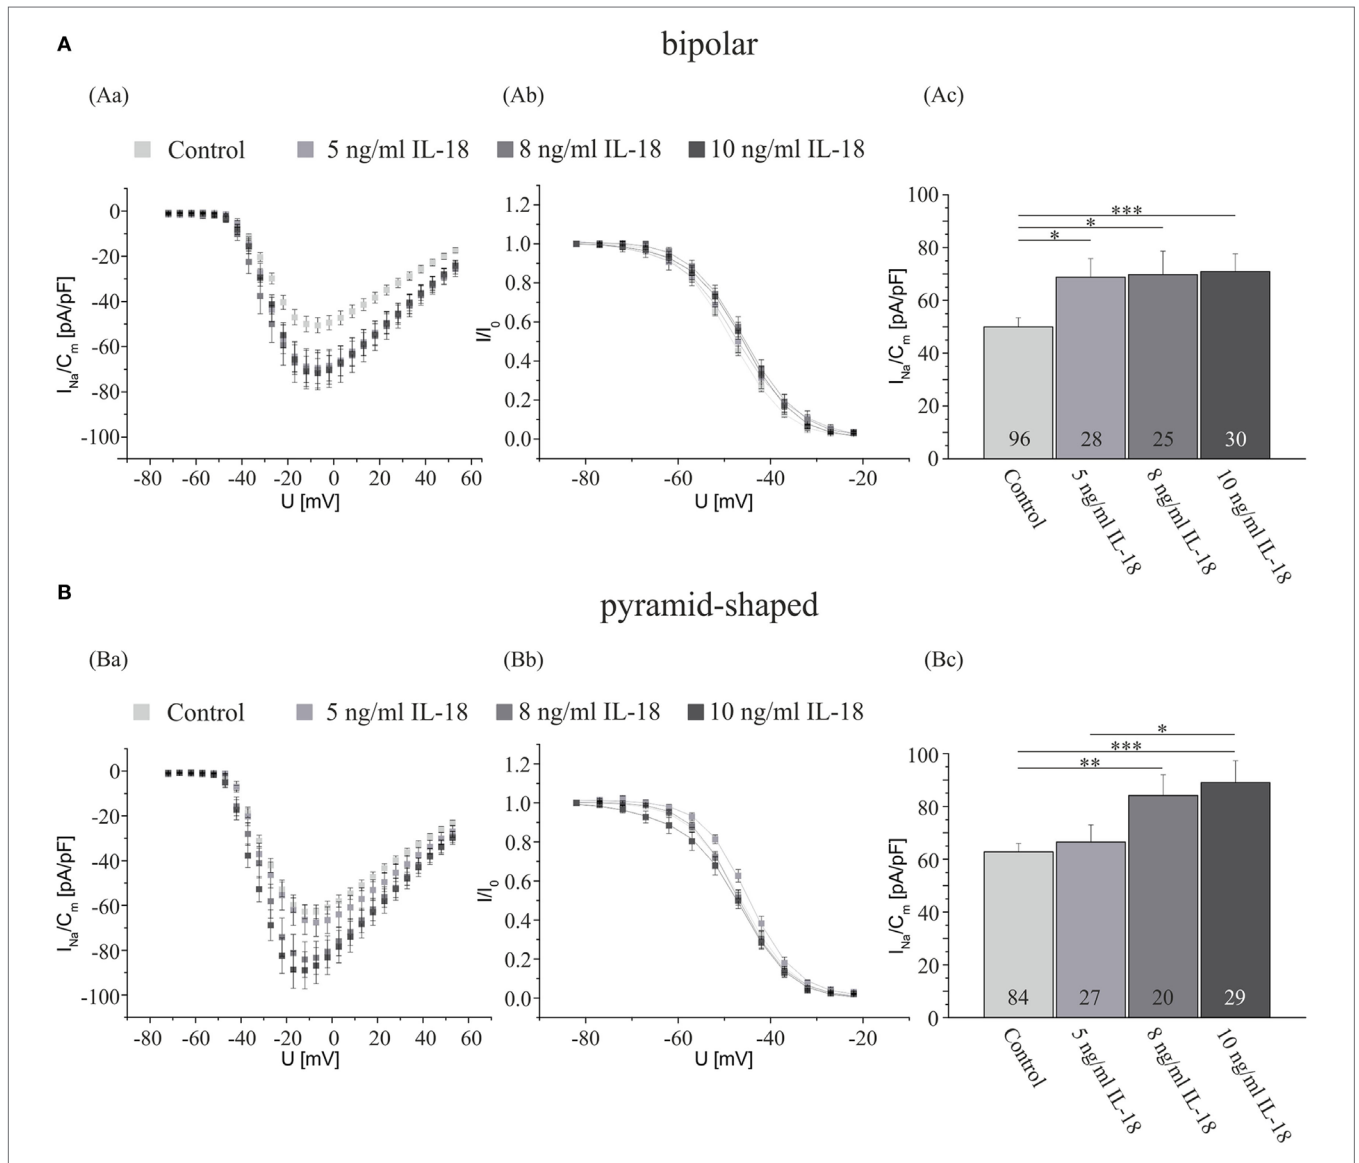 A
bipolar
(Aa)
(Ab)
(Ac)
Control
5 ng/ml IL-18
8 ng/ml IL-18
10 ng/ml IL-18
0
-20
-40
-60
-80
-100
I_Na/C_m [pA/pF]
-80 -60 -40 -20 0 20 40 60
U [mV]
1.2
1.0
0.8
0.6
0.4
0.2
0.0
I/I_0
-80 -60 -40 -20
U [mV]
100
80
60
40
20
0
I_Na/C_m [pA/pF]
***
*
*
96 28 25 30
Control
5 ng/ml IL-18
8 ng/ml IL-18
10 ng/ml IL-18
B
pyramid-shaped
(Ba)
(Bb)
(Bc)
Control
5 ng/ml IL-18
8 ng/ml IL-18
10 ng/ml IL-18
0
-20
-40
-60
-80
-100
I_Na/C_m [pA/pF]
-80 -60 -40 -20 0 20 40 60
U [mV]
1.2
1.0
0.8
0.6
0.4
0.2
0.0
I/I_0
-80 -60 -40 -20
U [mV]
100
80
60
40
20
0
I_Na/C_m [pA/pF]
*
***
**
84 27 20 29
Control
5 ng/ml IL-18
8 ng/ml IL-18
10 ng/ml IL-18